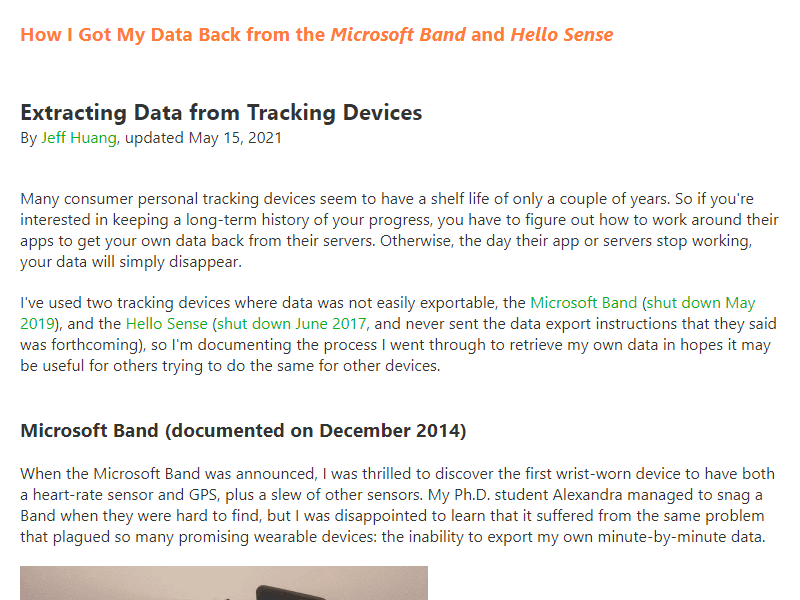 How I Got My Data Back from the Microsoft Band and Hello Sense
Extracting Data from Tracking Devices
By Jeff Huang, updated May 15, 2021
Many consumer personal tracking devices seem to have a shelf life of only a couple of years. So if you're
interested in keeping a long-term history of your progress, you have to figure out how to work around their
apps to get your own data back from their servers. Otherwise, the day their app or servers stop working,
your data will simply disappear.
I've used two tracking devices where data was not easily exportable, the Microsoft Band (shut down May
2019), and the Hello Sense (shut down June 2017, and never sent the data export instructions that they said
was forthcoming), so I'm documenting the process I went through to retrieve my own data in hopes it may
be useful for others trying to do the same for other devices.
Microsoft Band (documented on December 2014)
When the Microsoft Band was announced, I was thrilled to discover the first wrist-worn device to have both
a heart-rate sensor and GPS, plus a slew of other sensors. My Ph.D. student Alexandra managed to snag a
Band when they were hard to find, but I was disappointed to learn that it suffered from the same problem
that plagued so many promising wearable devices: the inability to export my own minute-by-minute data.